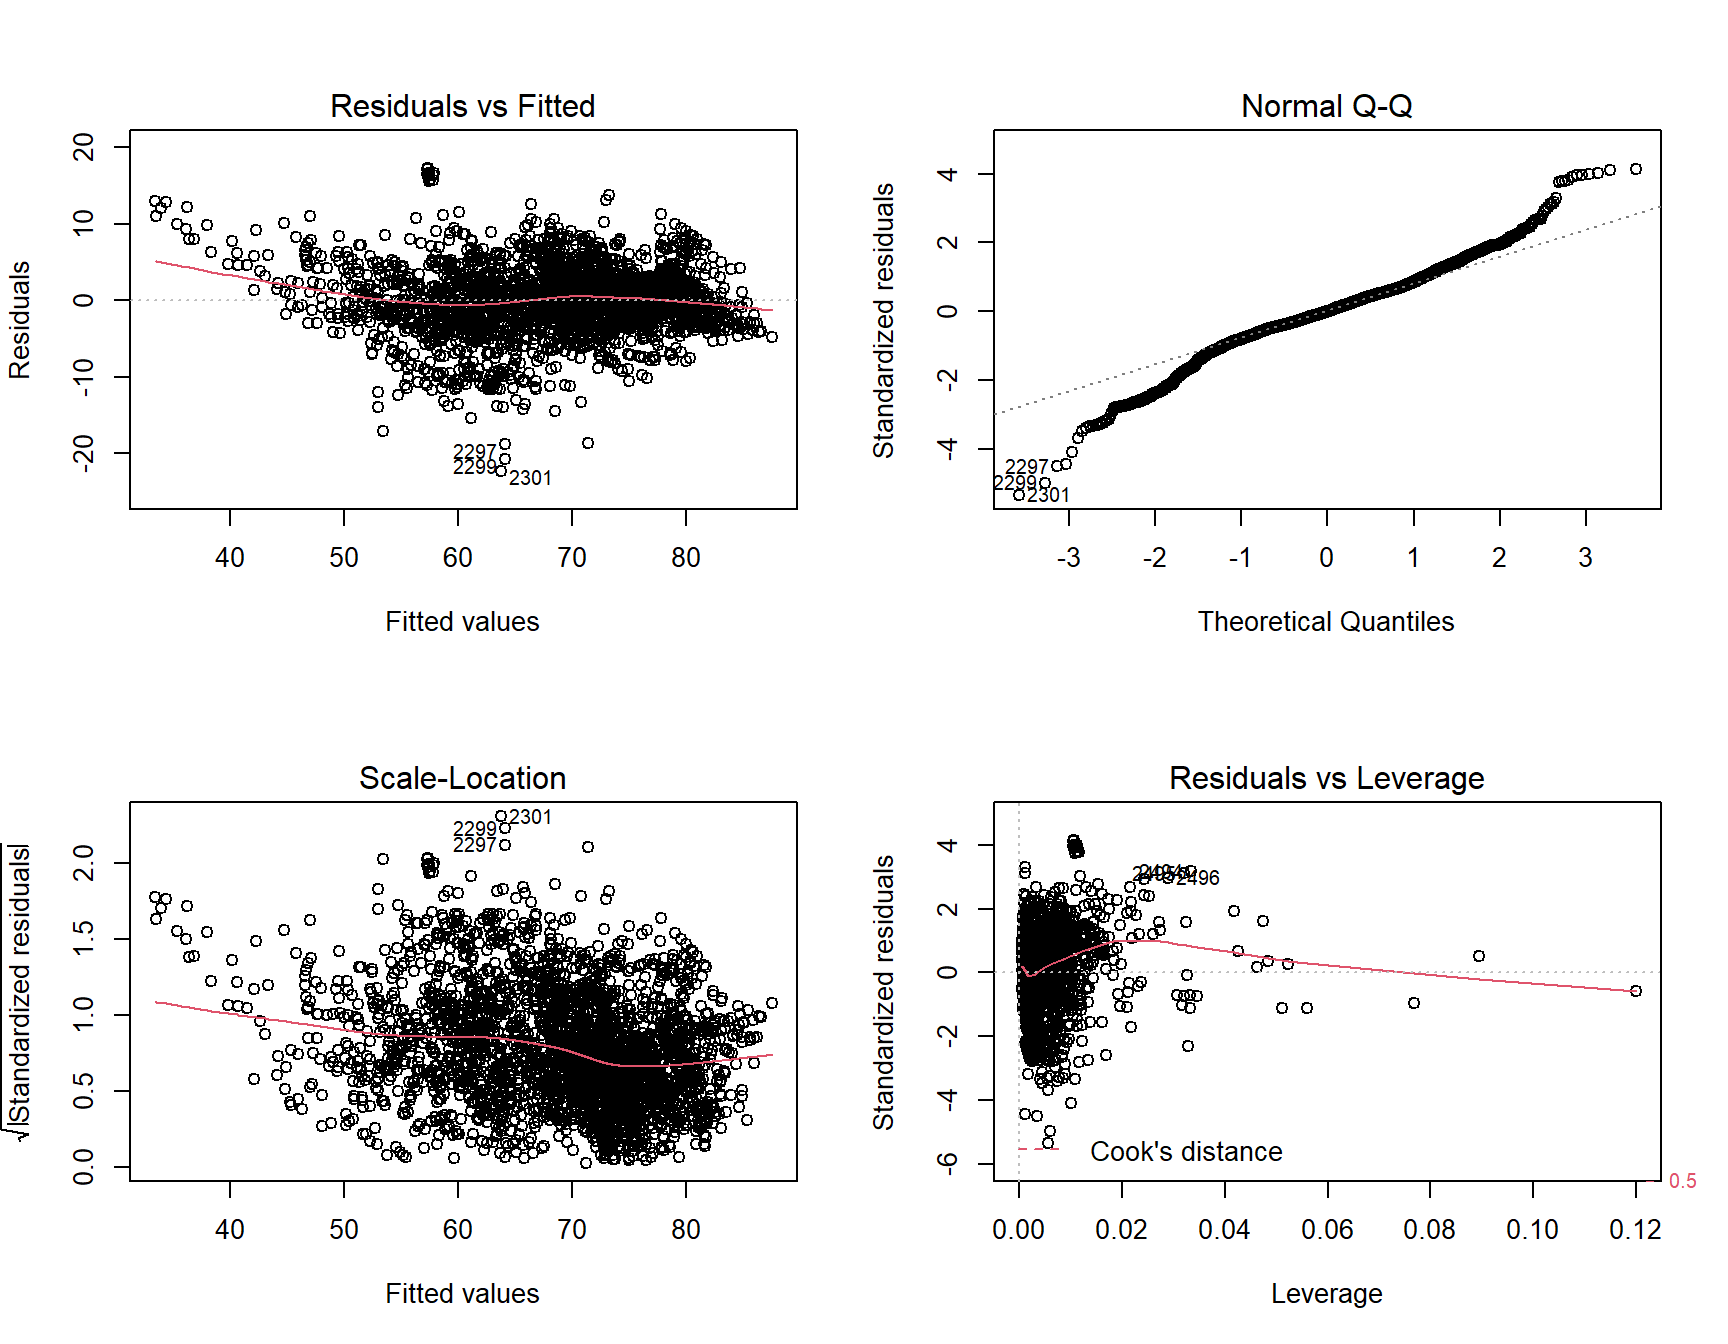 Residuals vs Fitted
Residuals
20
10
0
-10
-20
2297
2299
2301
40 50 60 70 80
Fitted values
Normal Q-Q
Standardized residuals
4
2
0
-2
-4
2297
2299
2301
-3 -2 -1 0 1 2 3
Theoretical Quantiles
Scale-Location
√|Standardized residuals|
2.0
1.5
1.0
0.5
0.0
2301
2299
2297
40 50 60 70 80
Fitted values
Residuals vs Leverage
Standardized residuals
4
2
0
-2
-4
-6
2496
Cook's distance
0.5
0.00 0.02 0.04 0.06 0.08 0.10 0.12
Leverage